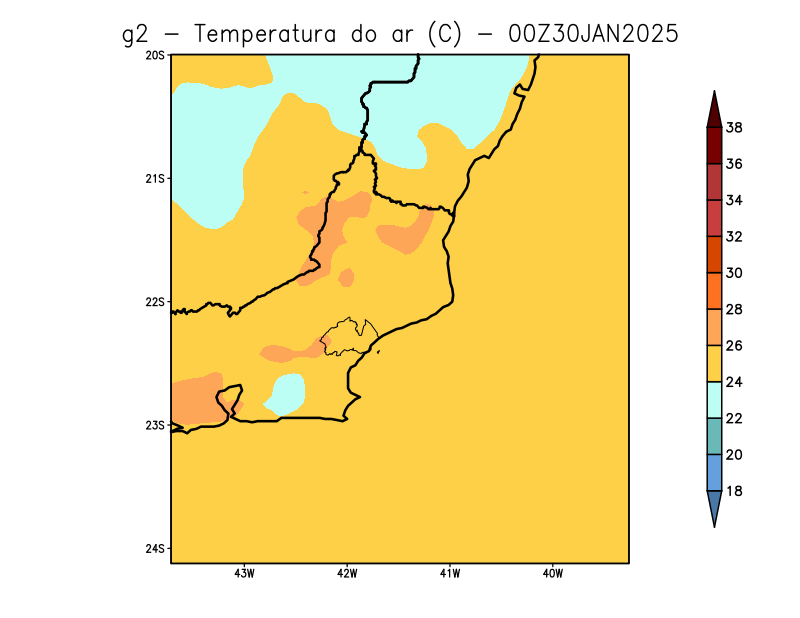 g2 – Temperatura do ar (C) – 00Z30JAN2025
20S
21S
22S
23S
24S
43W
42W
41W
40W
38
36
34
32
30
28
26
24
22
20
18